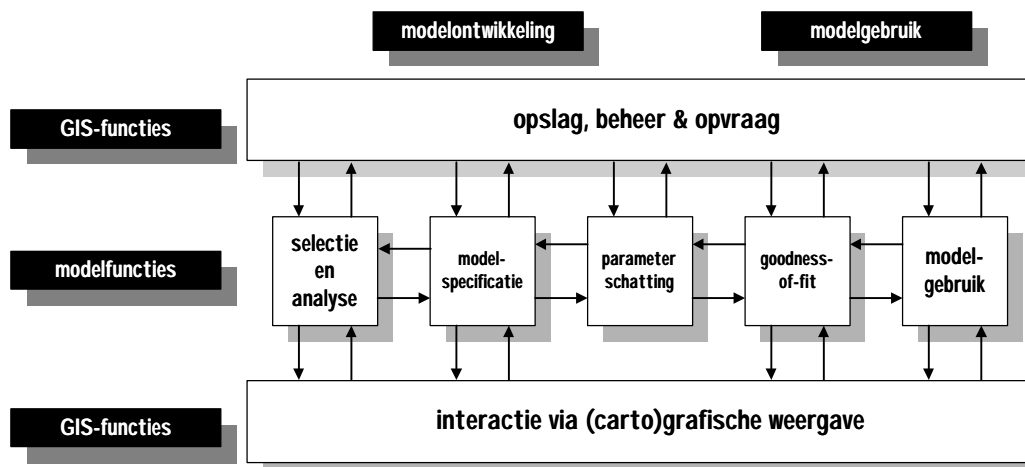 modelontwikkeling
modelgebruik
GIS-functies
opslag, beheer & opvraag
modelfuncties
selectie
en
analyse
model-
specificatie
parameter
schatting
goodness-
of-fit
model-
gebruik
GIS-functies
interactie via (carto)grafische weergave